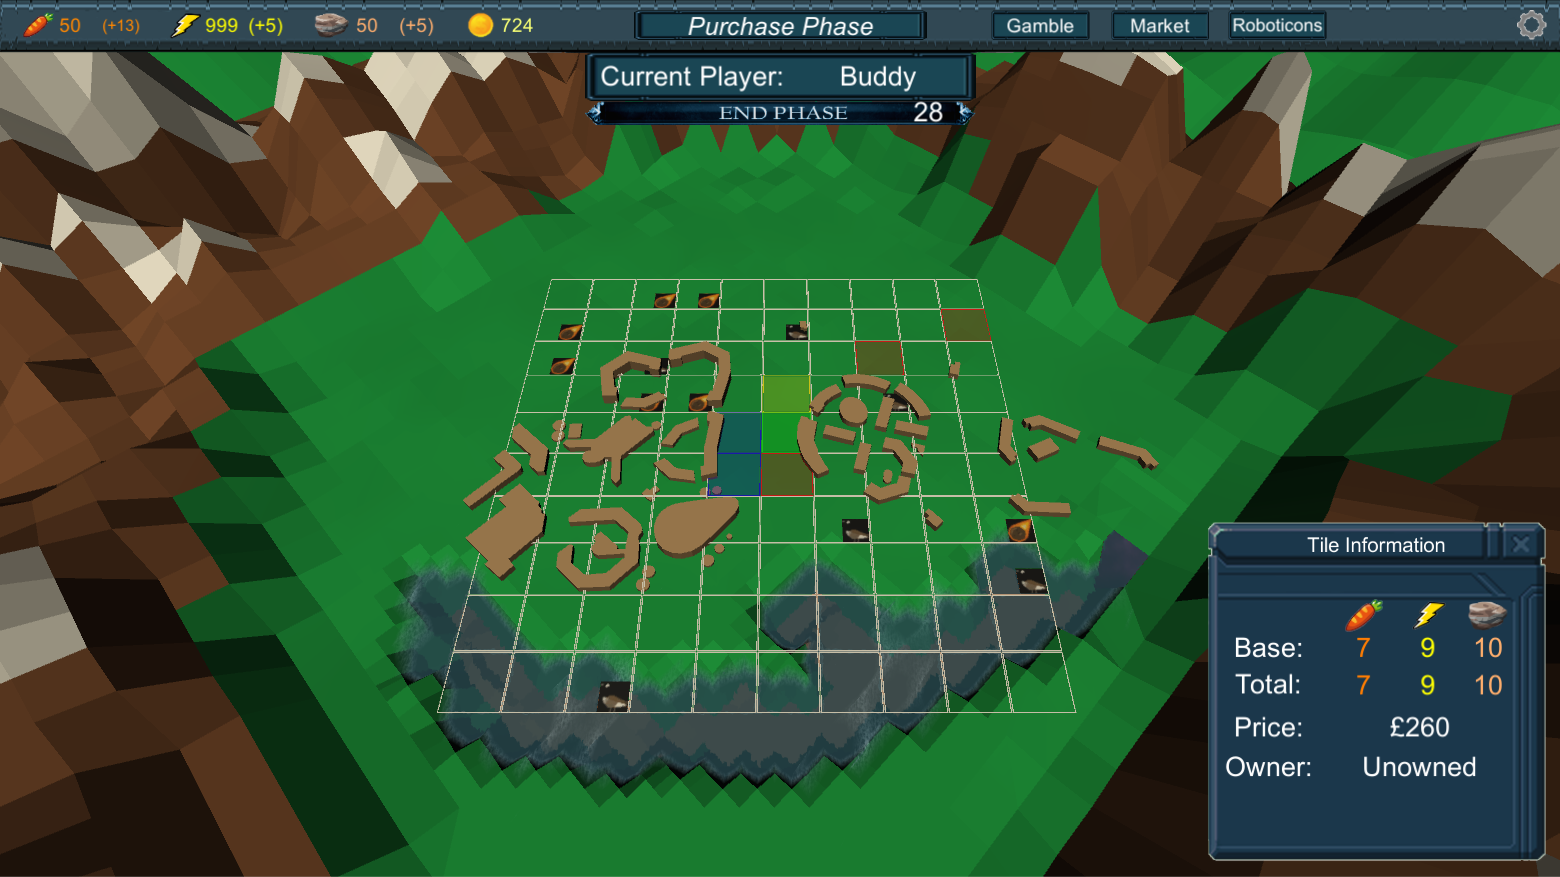 50 (+13) 999 (+5) 50 (+5) 724 Purchase Phase Gamble Market Roboticons
Current Player: Buddy
END PHASE 28
Tile Information
Base: 7 9 10
Total: 7 9 10
Price: £260
Owner: Unowned